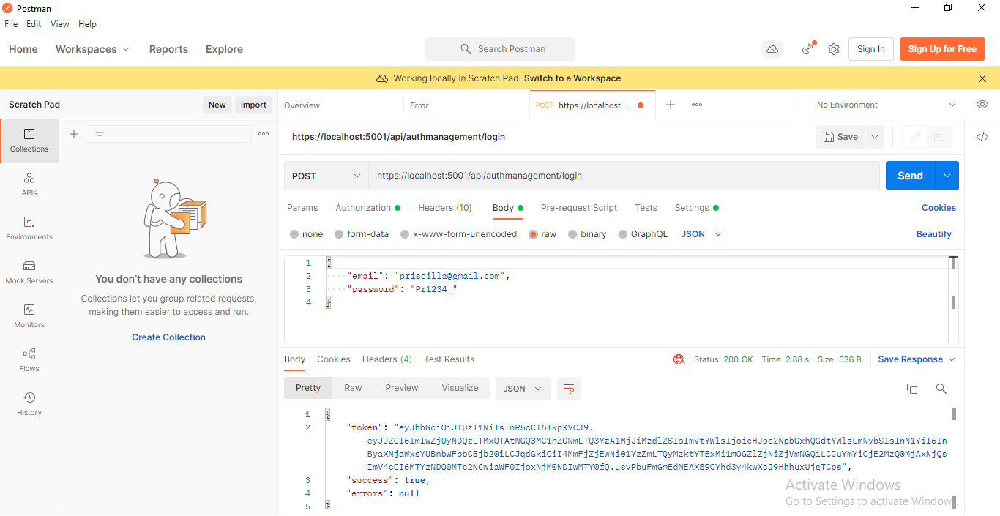 Postman
File Edit View Help
Home Workspaces Reports Explore Search Postman Sign In Sign Up for Free
Working locally in Scratch Pad. Switch to a Workspace
Scratch Pad New Import Overview Error POST https://localhost:... No Environment
Collections
APIs
Environments
Mock Servers
Monitors
Flows
History
You don't have any collections
Collections let you group related requests,
making them easier to access and run.
Create Collection
https://localhost:5001/api/authmanagement/login Save
POST https://localhost:5001/api/authmanagement/login Send
Params Authorization Headers (10) Body Pre-request Script Tests Settings Cookies
none form-data x-www-form-urlencoded raw binary GraphQL JSON Beautify
1 {
2 "email": "priscilla@gmail.com",
3 "password": "Pr1234_"
4 }
Body Cookies Headers (4) Test Results Status: 200 OK Time: 2.88 s Size: 536 B Save Response
Pretty Raw Preview Visualize JSON
1 {
2 "token": "eyJhbGciOiJIUzI1NiIsInR5cCI6IkpXVCJ9.
eyJJZCI6ImIwZjUyNDQzLTMxOTAtNGQ3MC1hZGNmLTQ3YzA1MjJiMzdlZSIsImVtYWlsIjoicHJpc2NpbGxhQGdtYWlsLmNvbSIsInN1YiI6In
ByaXNjaWxsYUBnbWFpbC5jb20iLCJqdGkiOiI4MmFjZjEwNi01YzZmLTQyMzktYTExMi1mOGZlZjNiZjVmNGQiLCJuYmYiOjE2MzQ0MjAxNjQs
ImV4cCI6MTYzNDQ0MTc2NCwiaWF0IjoxNjM0NDIwMTY0fQ.usvPbuFmGmEdNEAXB9OYhd3y4kwXcJ9HhhuxUjgTCps",
3 "success": true,
4 "errors": null
5 }
Activate Windows
Go to Settings to activate Windows.